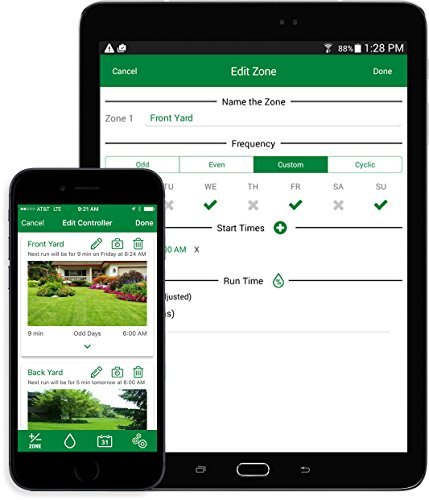 88% 1:28 PM
Cancel Edit Zone Done
Name the Zone
Zone 1 Front Yard
Frequency
Odd Even Custom Cyclic
TU WE TH FR SA SU
Start Times
00 AM X
Run Time
%
djusted)
s)
AT&T LTE 9:21 AM
Cancel Edit Controller Done
Front Yard
Next run will be for 9 min on Friday at 6:24 AM
9 min Odd Days 6:00 AM
Back Yard
Next run will be for 5 min tomorrow at 6:00 AM
ZONE 31